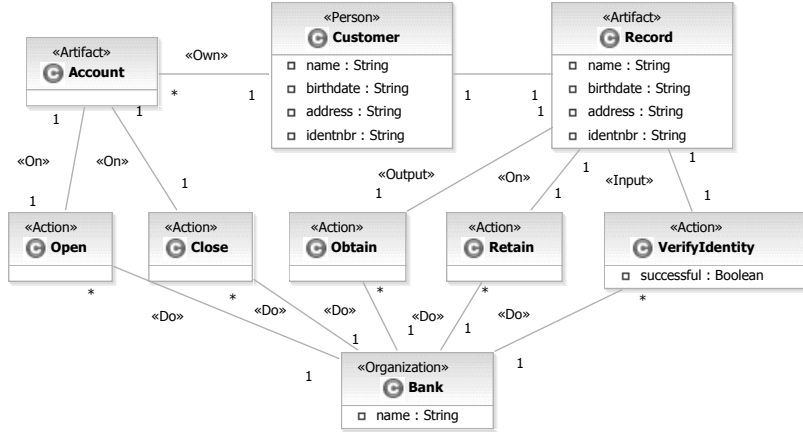 «Artifact»
Account
«Own»
*
1
«Person»
Customer
name : String
birthdate : String
address : String
identnbr : String
1
1
«Artifact»
Record
name : String
birthdate : String
address : String
identnbr : String
1
1
1
1
«On»
«On»
1
1
«Output»
1
«On»
1
«Input»
1
1
«Action»
Open
«Action»
Close
«Action»
Obtain
«Action»
Retain
«Action»
VerifyIdentity
successful : Boolean
*
*
*
*
*
«Do»
«Do»
«Do»
«Do»
«Do»
1
1
1
1
1
«Organization»
Bank
name : String